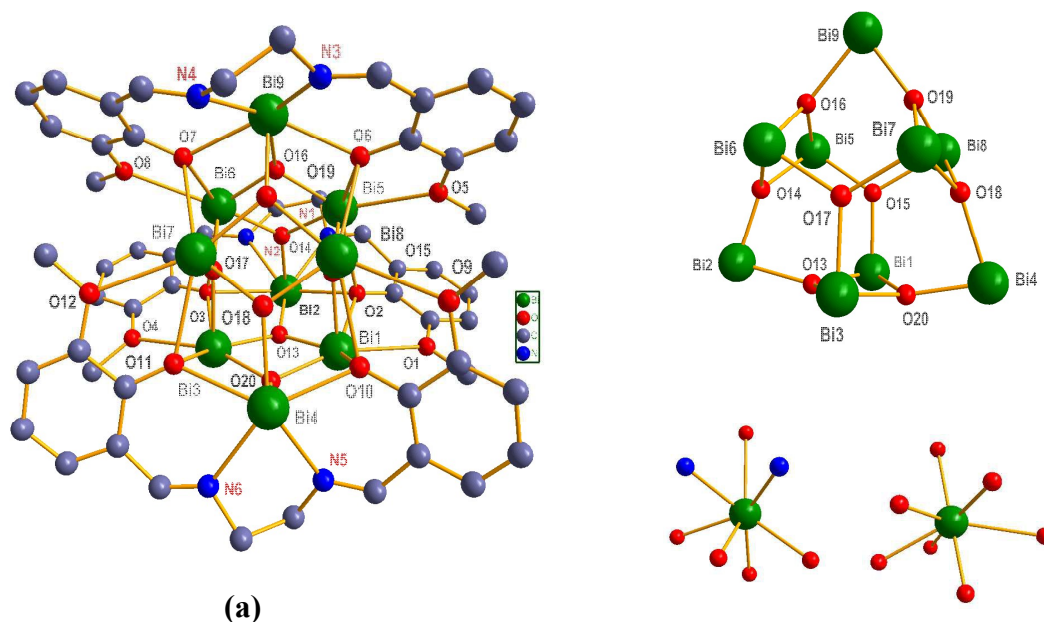 N3
N4
Bi9
O7
O6
O16
O8
O19
Bi6
Bi5
O5
N1
Bi7
O14
Bi8
N2
O15
O17
O9
O12
O18
Bi2
O3
O2
O4
O13
Bi1
O11
O1
O20
Bi3
O10
Bi4
N5
N6
B
O
C
N
(a)
Bi9
O16
O19
Bi7
Bi6
Bi5
Bi8
O14
O15
O18
O17
Bi2
O13
Bi1
Bi4
O20
Bi3